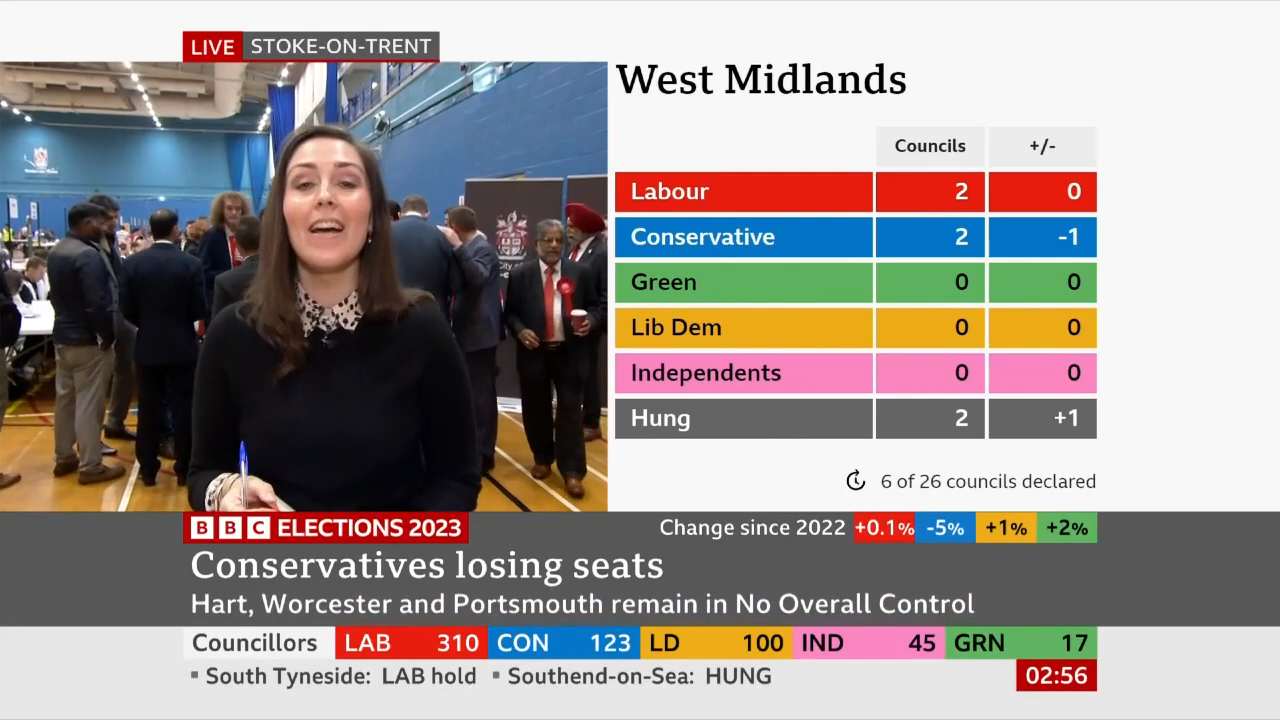 LIVE STOKE-ON-TRENT
West Midlands
Councils +/-
Labour 2 0
Conservative 2 -1
Green 0 0
Lib Dem 0 0
Independents 0 0
Hung 2 +1
6 of 26 councils declared
BBC ELECTIONS 2023 Change since 2022 +0.1% -5% +1% +2%
Conservatives losing seats
Hart, Worcester and Portsmouth remain in No Overall Control
Councillors LAB 310 CON 123 LD 100 IND 45 GRN 17
▪ South Tyneside: LAB hold ▪ Southend-on-Sea: HUNG 02:56